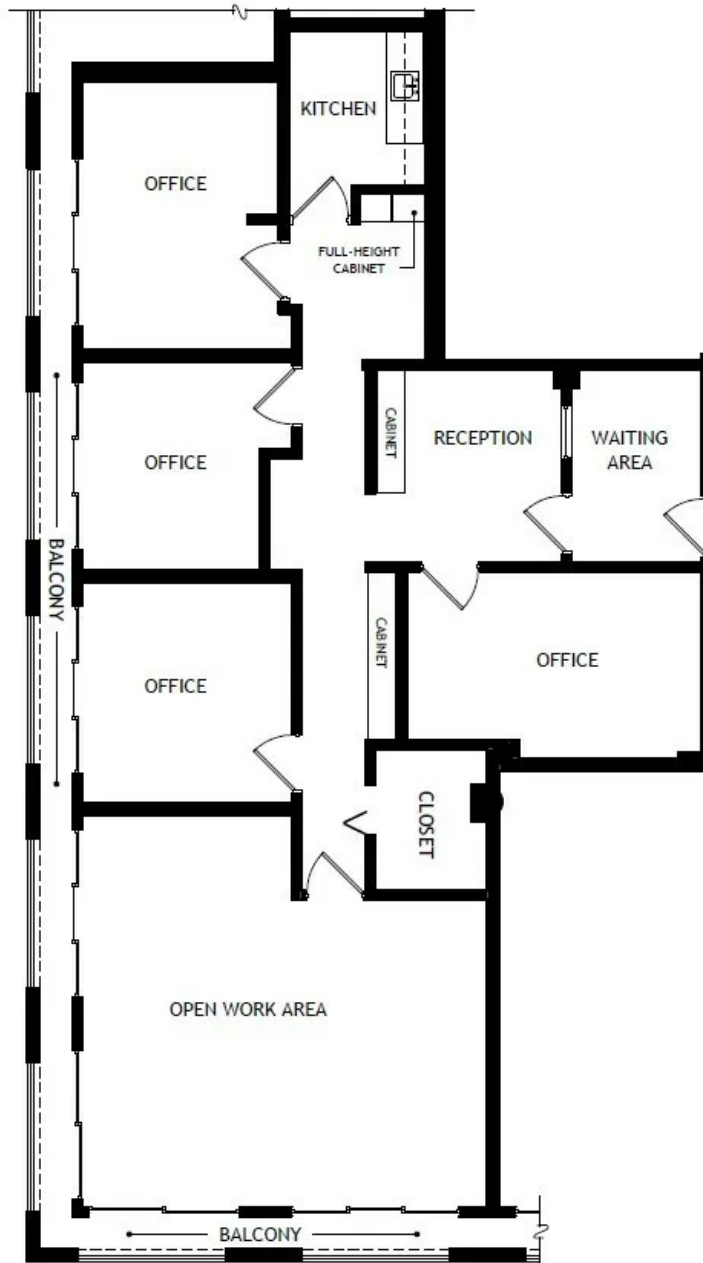 KITCHEN
OFFICE
FULL-HEIGHT
CABINET
CABINET
RECEPTION
WAITING
AREA
OFFICE
BALCONY
CABINET
OFFICE
OFFICE
CLOSET
OPEN WORK AREA
BALCONY